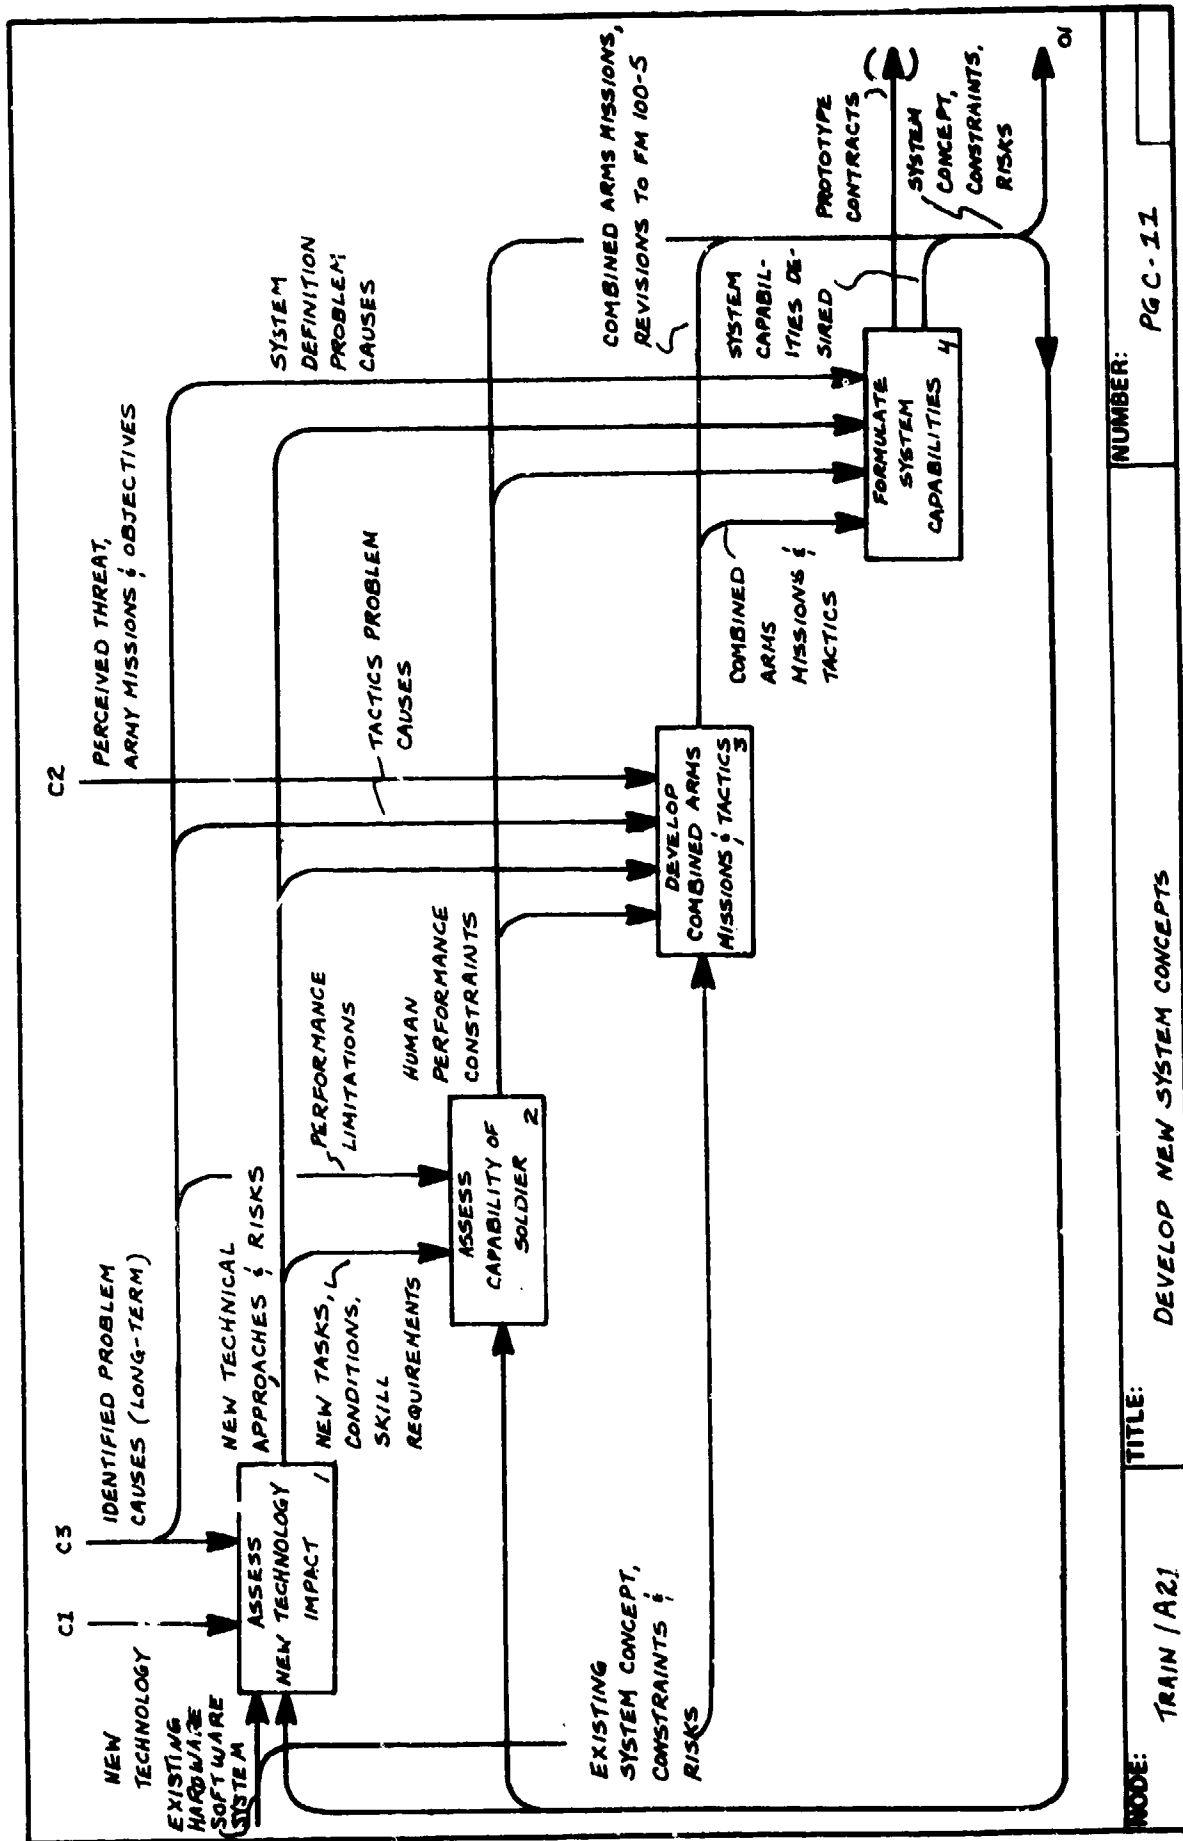 C1
C3
C2
NEW
TECHNOLOGY
IDENTIFIED PROBLEM
CAUSES (LONG-TERM)
PERCEIVED THREAT,
ARMY MISSIONS & OBJECTIVES
EXISTING
HARDWARE
SOFTWARE
SYSTEM
ASSESS
NEW TECHNOLOGY
IMPACT
1
NEW TECHNICAL
APPROACHES & RISKS
NEW TASKS,
CONDITIONS,
SKILL
REQUIREMENTS
PERFORMANCE
LIMITATIONS
TACTICS PROBLEM
CAUSES
SYSTEM
DEFINITION
PROBLEM
CAUSES
ASSESS
CAPABILITY OF
SOLDIER
2
HUMAN
PERFORMANCE
CONSTRAINTS
COMBINED ARMS MISSIONS,
REVISIONS TO FM 100-5
DEVELOP
COMBINED ARMS
MISSIONS & TACTICS
3
EXISTING
SYSTEM CONCEPT,
CONSTRAINTS &
RISKS
COMBINED
ARMS
MISSIONS &
TACTICS
SYSTEM
CAPABIL-
ITIES DE-
SIRED
FORMULATE
SYSTEM
CAPABILITIES
4
PROTOTYPE
CONTRACTS
SYSTEM
CONCEPT,
CONSTRAINTS,
RISKS
O1
NODE:
TRAIN / A21
TITLE:
DEVELOP NEW SYSTEM CONCEPTS
NUMBER:
PG C-11